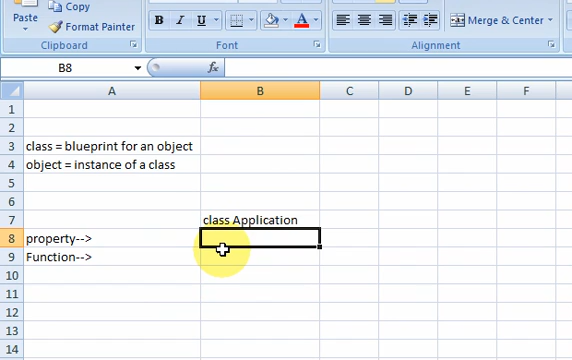 Copy
Paste
Format Painter
B I U A
Merge & Center
Clipboard Font Alignment
B8 fx
A B C D E F
1
2
3 class = blueprint for an object
4 object = instance of a class
5
6
7 class Application
8 property-->
9 Function-->
10
11
12
13
14